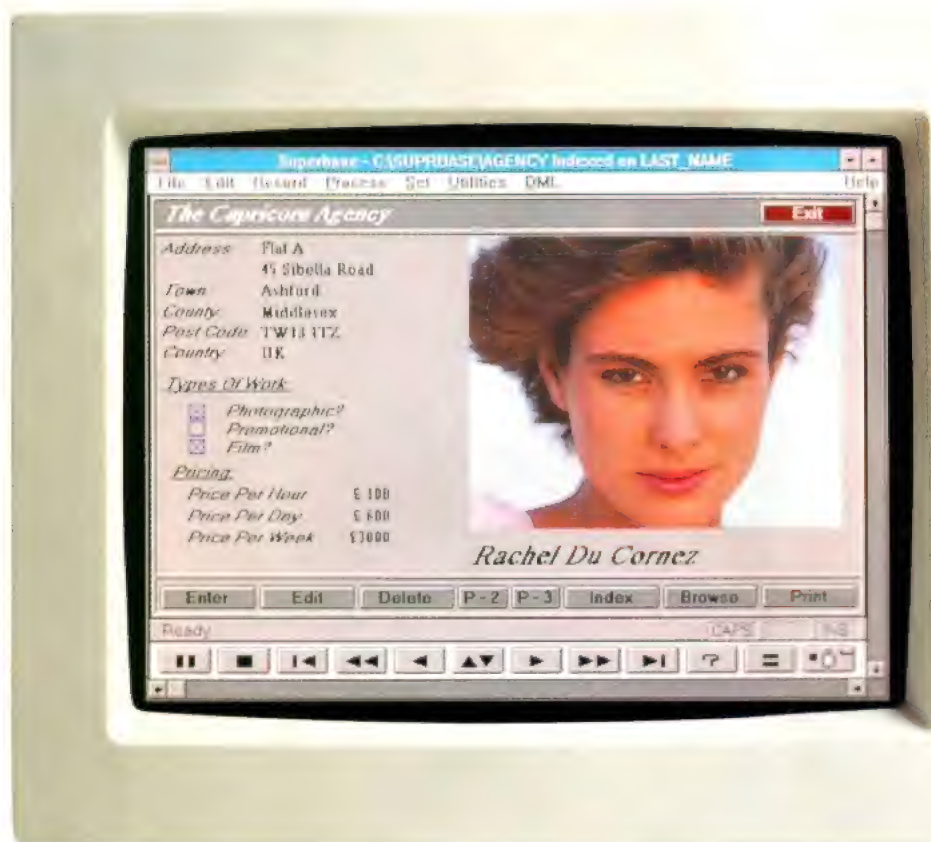 Superbase - C:\SUPRBASE\AGENCY Indexed on LAST_NAME
File Edit Record Process Set Utilities DML Help
The Capricorn Agency Exit
Address Flat A
45 Sibella Road
Town Ashford
County Middlesex
Post Code
Country UK
Types Of Work
Photographic?
Promotional?
Film?
Pricing
Price Per Hour £ 100
Price Per Day £ 600
Price Per Week £3000
Rachel Du Cornez
Enter Edit Delete P-2 P-3 Index Browse Print
Ready CAPS INS